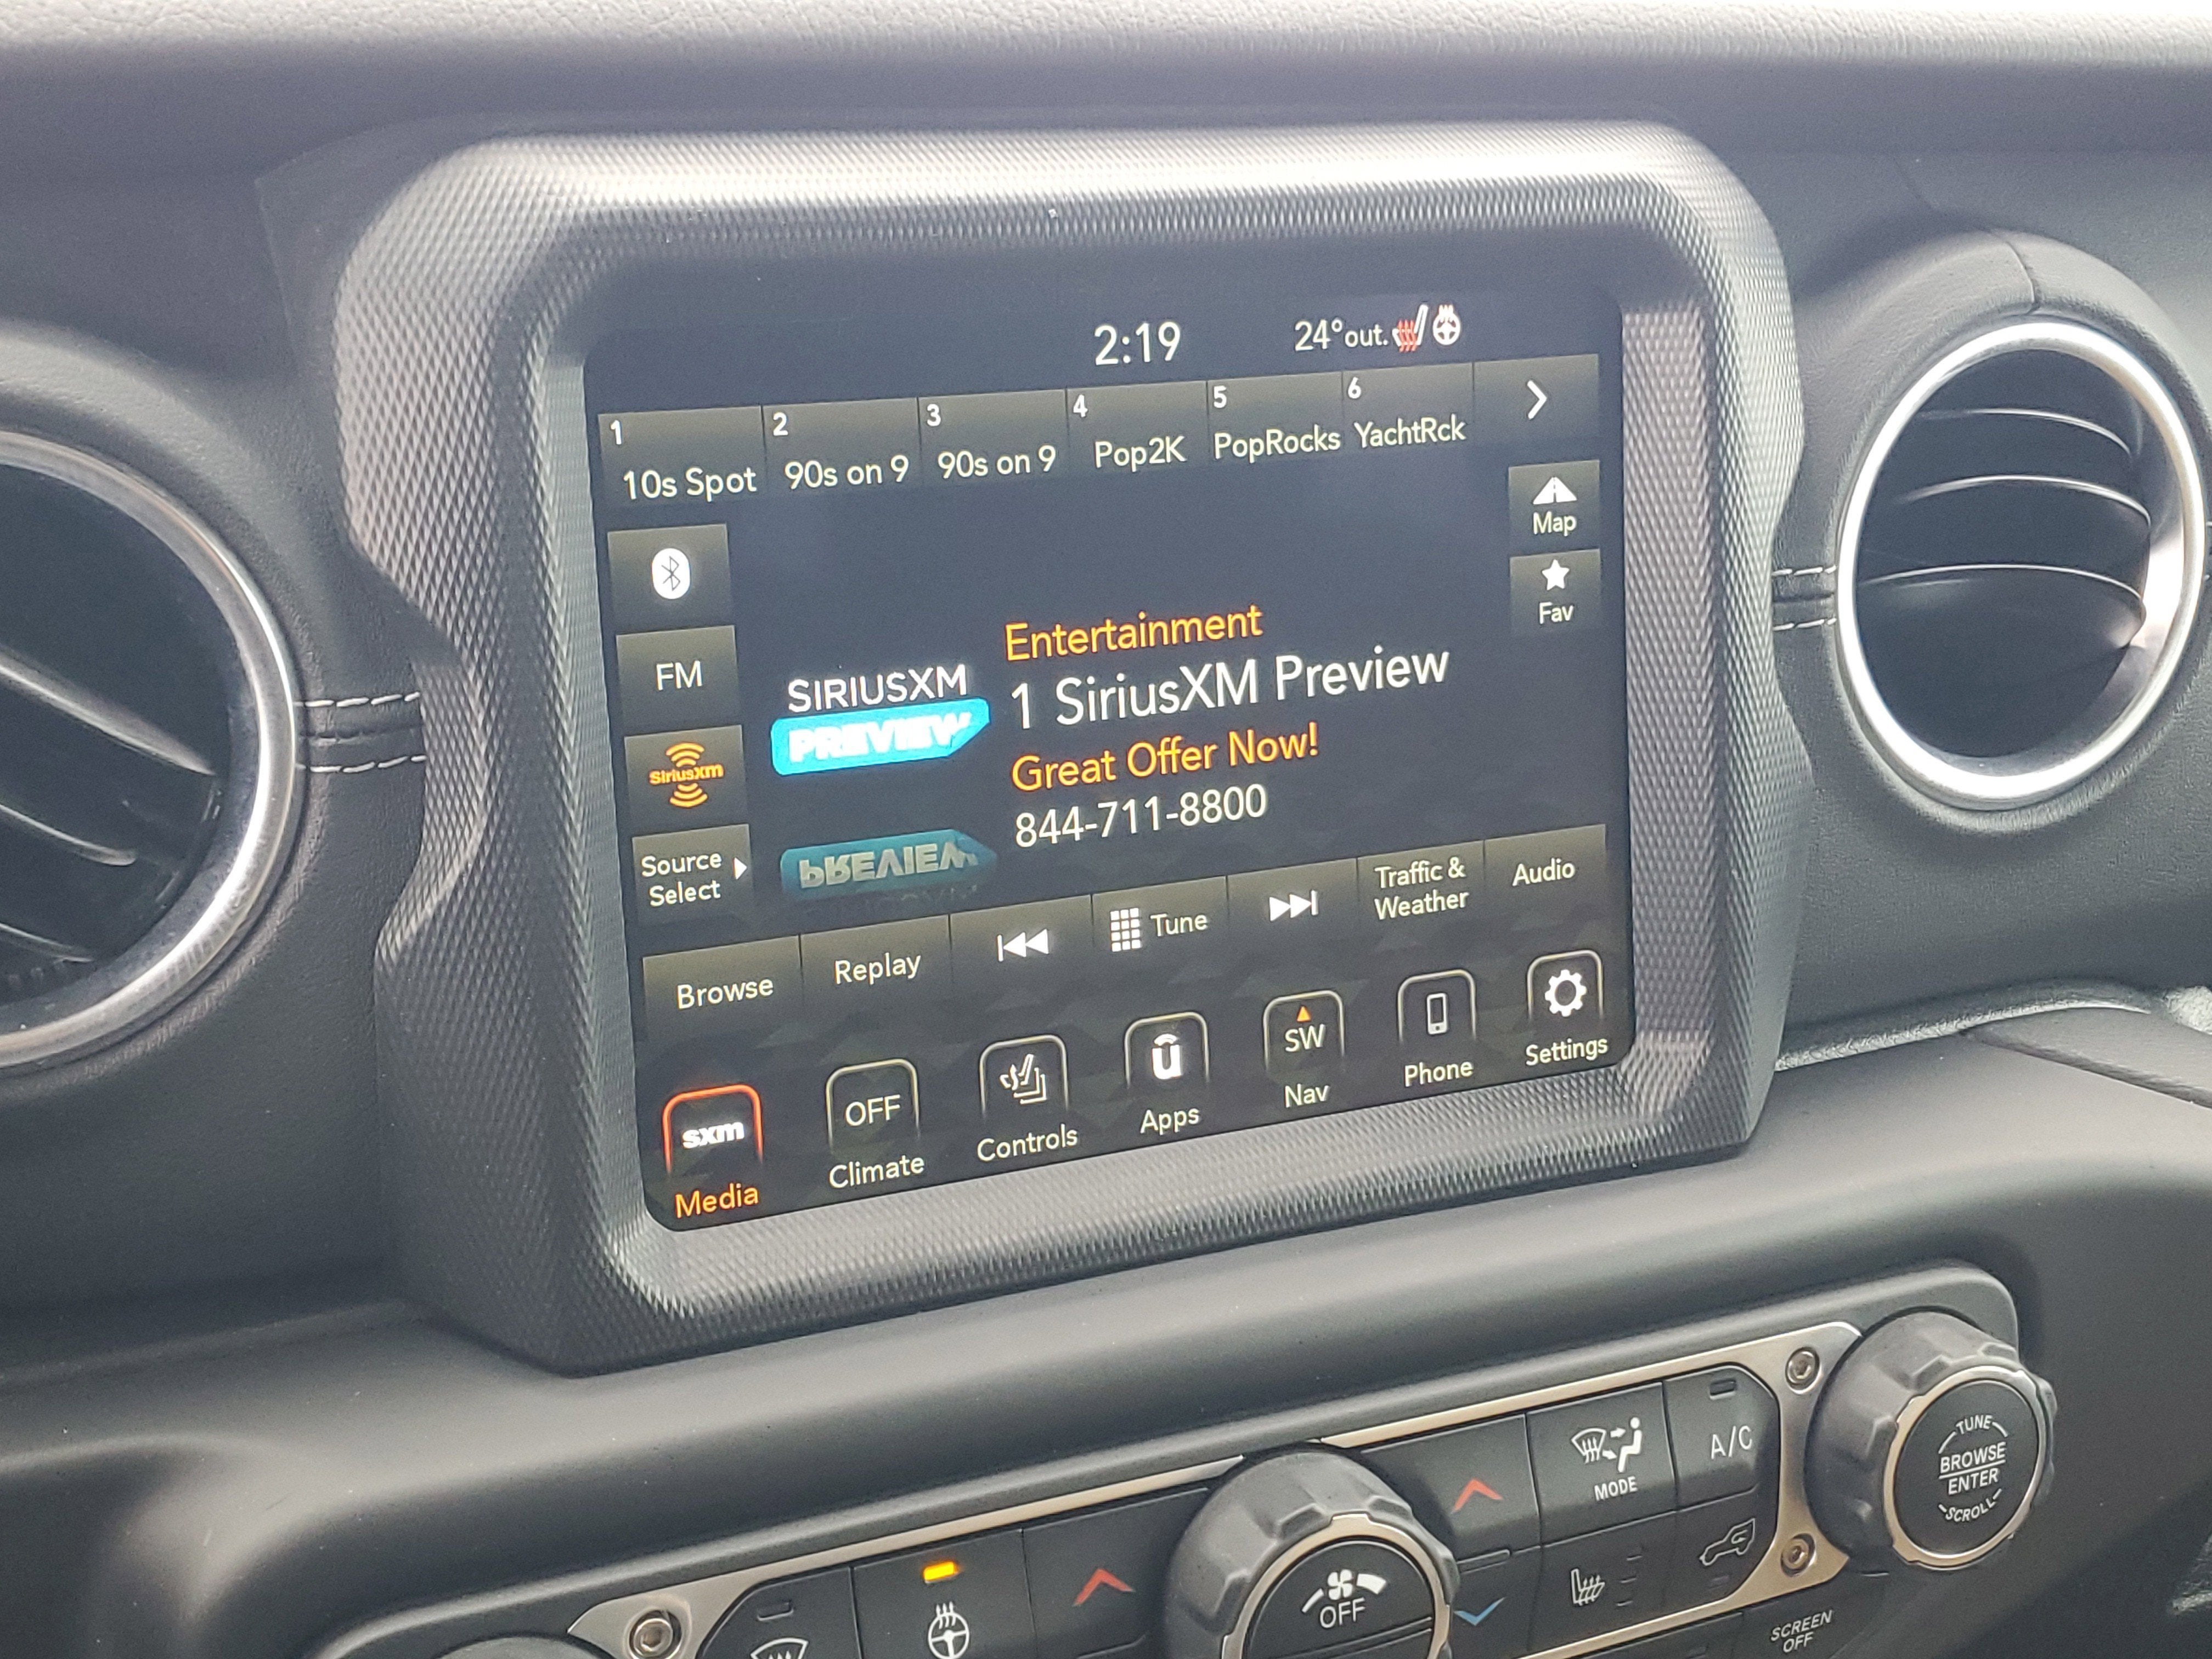 2:19
24°out.
1
2
3
4
5
6
10s Spot
90s on 9
90s on 9
Pop2K
PopRocks
YachtRck
Map
Fav
FM
SiriusXm
Source
Select
SIRIUSXM
PREVIEW
Entertainment
1 SiriusXM Preview
Great Offer Now!
844-711-8800
PREVIEW
Browse
Replay
Tune
Traffic &
Weather
Audio
sxm
Media
OFF
Climate
Controls
u
Apps
SW
Nav
Phone
Settings
MODE
A/C
TUNE
BROWSE
ENTER
SCROLL
OFF
SCREEN
OFF